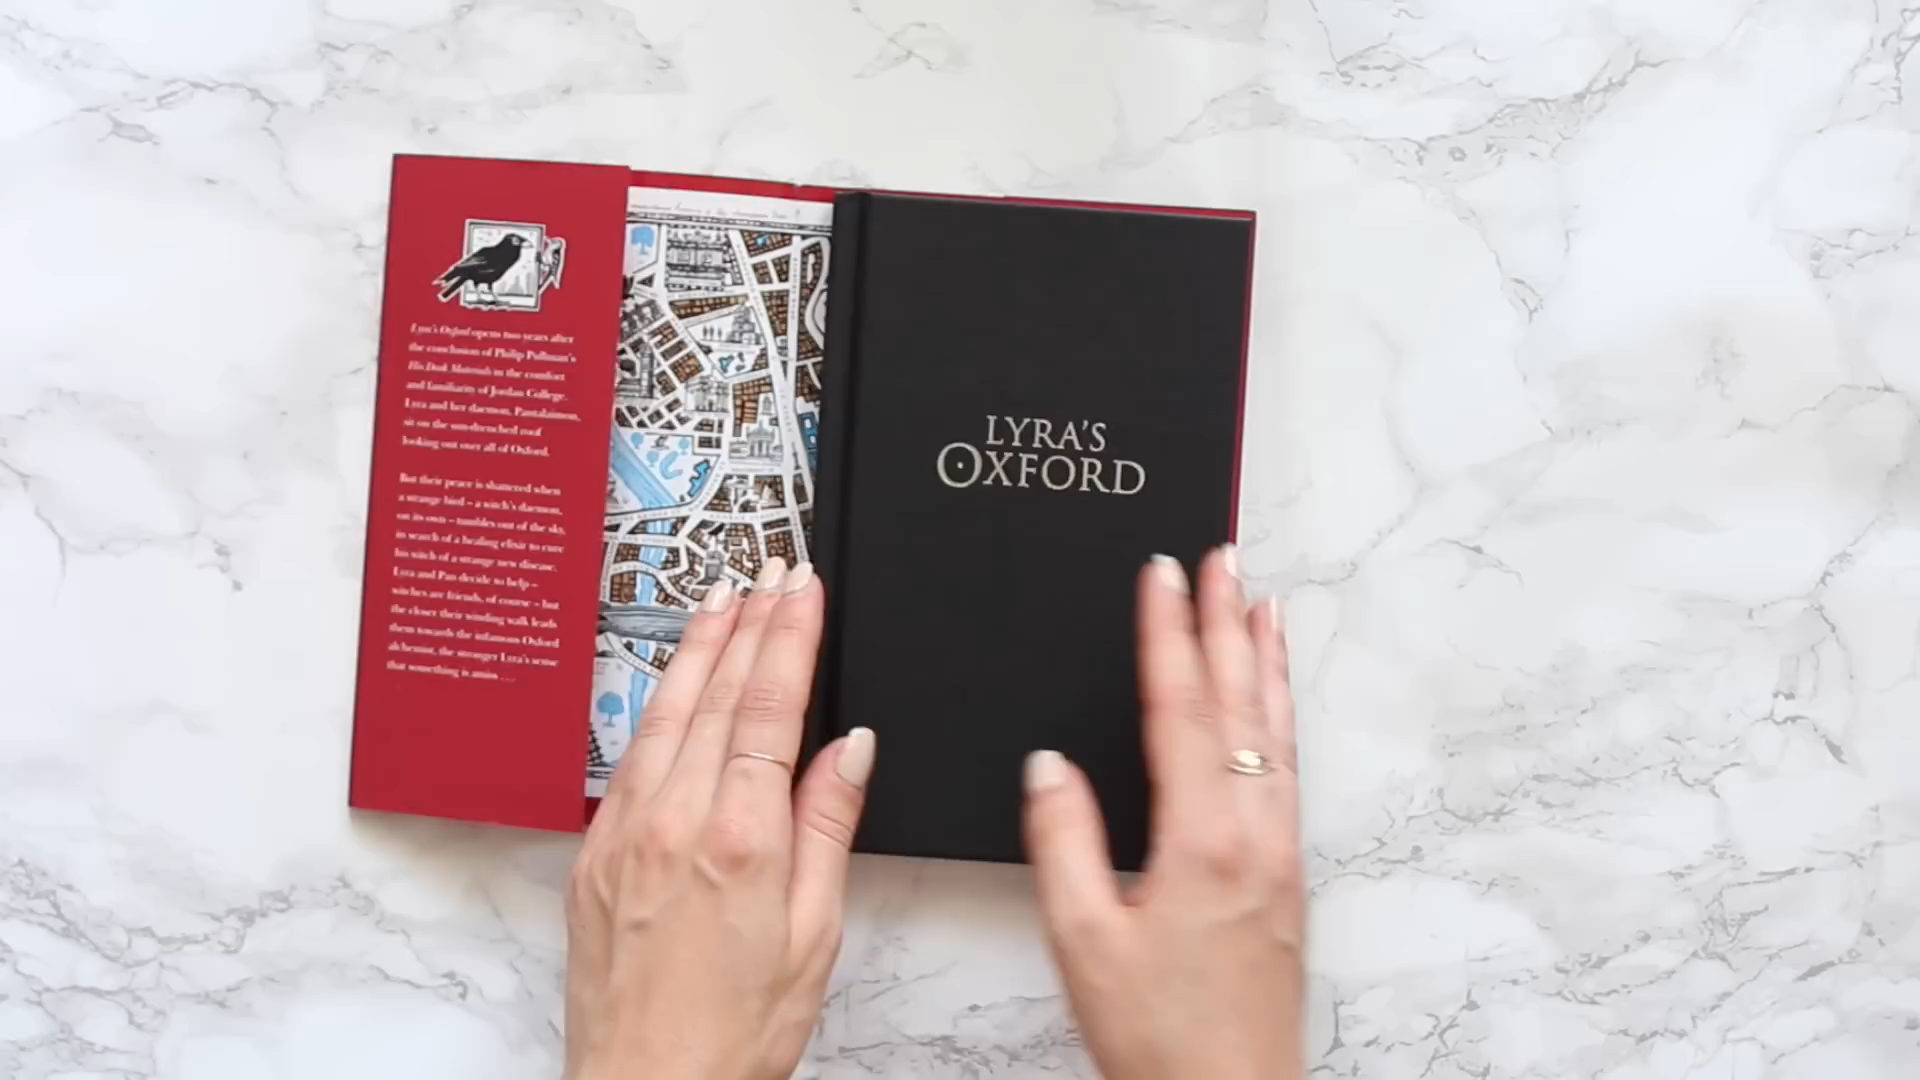 Lyra's Oxford opens two years after
the conclusion of Philip Pullman's
His Dark Materials in the comfort
and familiarity of Jordan College.
Lyra and her daemon, Pantalaimon,
sit on the sun-drenched roof
looking out over all of Oxford.
But their peace is shattered when
a strange bird – a witch's daemon,
on its own – tumbles out of the sky,
in search of a healing elixir to cure
his witch of a strange new disease.
Lyra and Pan decide to help –
witches are friends, of course – but
the closer their winding walk leads
them towards the infamous Oxford
alchemist, the stronger Lyra's sense
that something is amiss . . .
LYRA'S
OXFORD